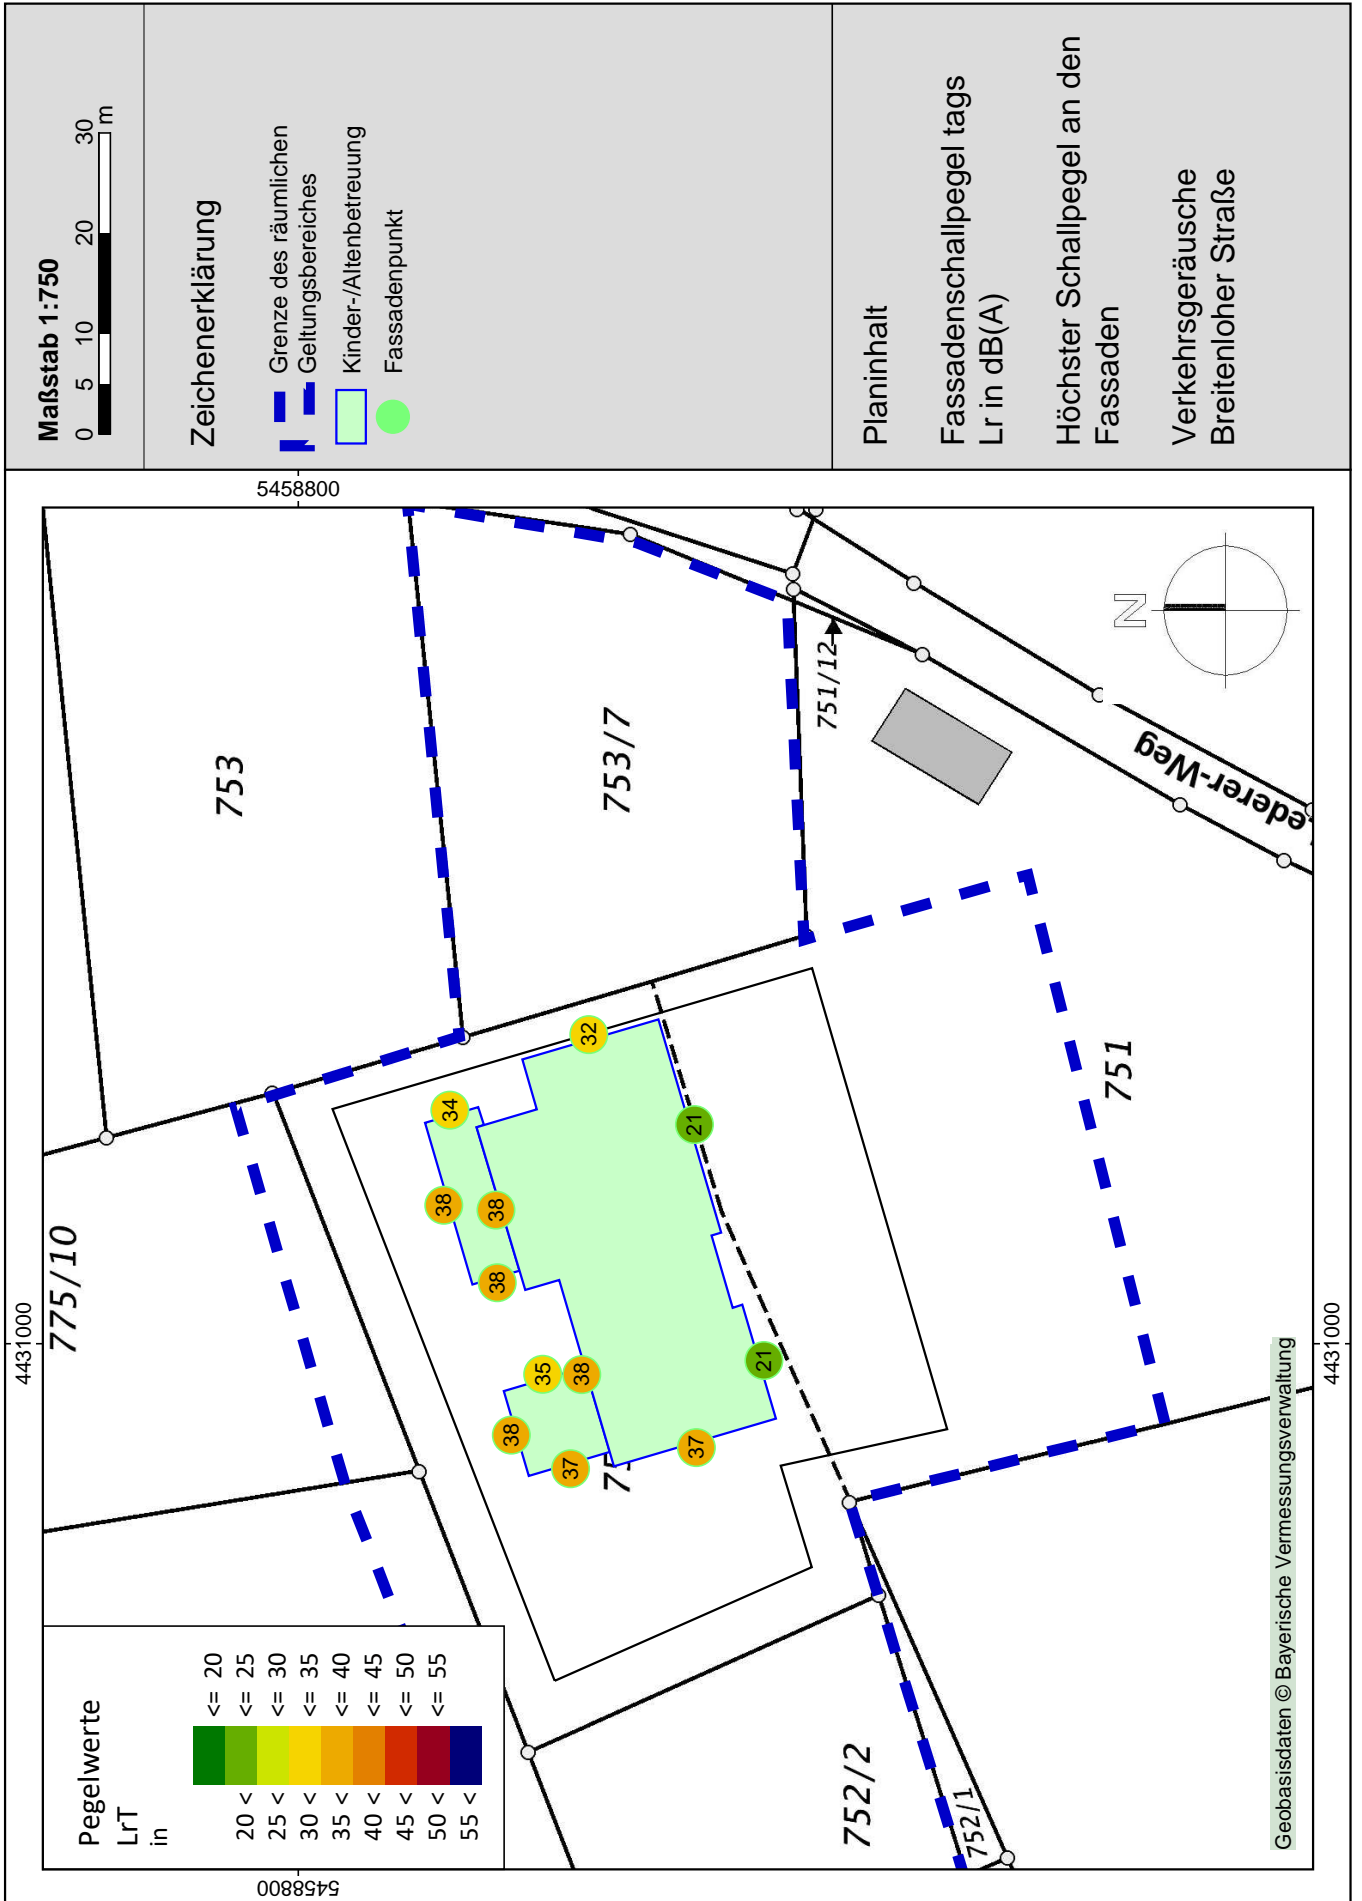 Maßstab 1:750
0 5 10 20 30 m
Zeichenerklärung
Grenze des räumlichen
Geltungsbereiches
Kinder-/Altenbetreuung
Fassadenpunkt
Planinhalt
Fassadenschallpegel tags
Lr in dB(A)
Höchster Schallpegel an den
Fassaden
Verkehrsgeräusche
Breitenloher Straße
4431000
4431000
5458800
5458800
775/10
753
753/7
751/12
751
752/2
752/1
Lederer-Weg
N
34
32
38
38
38
35
38
38
37
37
21
21
Pegelwerte
LrT
in
<= 20
20 < <= 25
25 < <= 30
30 < <= 35
35 < <= 40
40 < <= 45
45 < <= 50
50 < <= 55
55 <
Geobasisdaten © Bayerische Vermessungsverwaltung